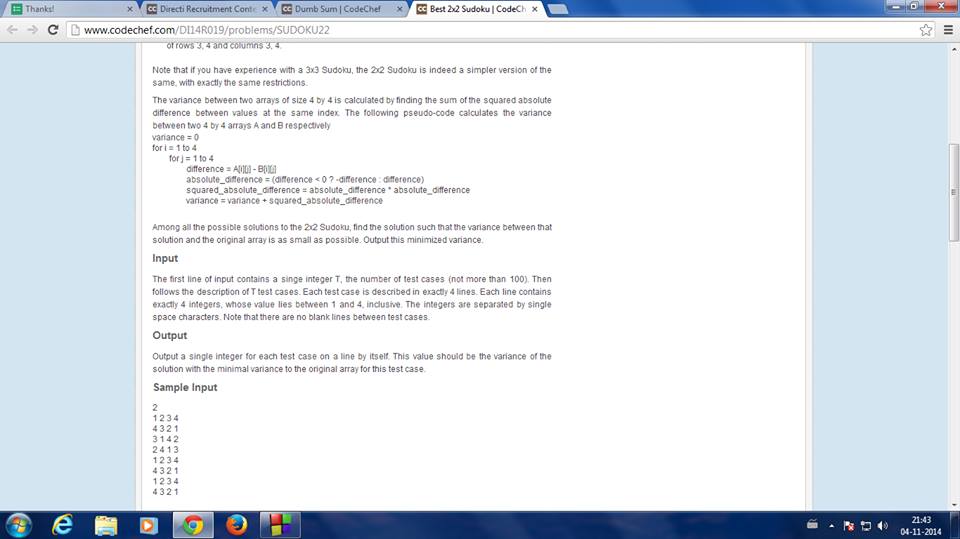 Thanks!
Directi Recruitment Conte
Dumb Sum | CodeChef
Best 2x2 Sudoku | CodeCh
www.codechef.com/DI14R019/problems/SUDOKU22
of rows 3, 4 and columns 3, 4.
Note that if you have experience with a 3x3 Sudoku, the 2x2 Sudoku is indeed a simpler version of the
same, with exactly the same restrictions.
The variance between two arrays of size 4 by 4 is calculated by finding the sum of the squared absolute
difference between values at the same index. The following pseudo-code calculates the variance
between two 4 by 4 arrays A and B respectively
variance = 0
for i = 1 to 4
for j = 1 to 4
difference = A[i][j] - B[i][j]
absolute_difference = (difference < 0 ? -difference : difference)
squared_absolute_difference = absolute_difference * absolute_difference
variance = variance + squared_absolute_difference
Among all the possible solutions to the 2x2 Sudoku, find the solution such that the variance between that
solution and the original array is as small as possible. Output this minimized variance.
Input
The first line of input contains a singe integer T, the number of test cases (not more than 100). Then
follows the description of T test cases. Each test case is described in exactly 4 lines. Each line contains
exactly 4 integers, whose value lies between 1 and 4, inclusive. The integers are separated by single
space characters. Note that there are no blank lines between test cases.
Output
Output a single integer for each test case on a line by itself. This value should be the variance of the
solution with the minimal variance to the original array for this test case.
Sample Input
2
1 2 3 4
4 3 2 1
3 1 4 2
2 4 1 3
1 2 3 4
4 3 2 1
1 2 3 4
4 3 2 1
21:43
04-11-2014